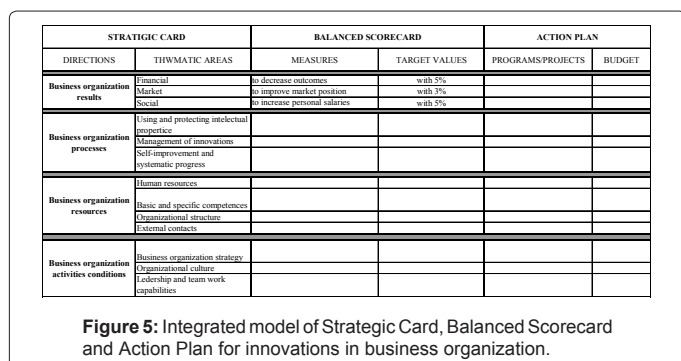 STRATIGIC CARD BALANCED SCORECARD ACTION PLAN
DIRECTIONS THWMATIC AREAS MEASURES TARGET VALUES PROGRAMS/PROJECTS BUDGET
Business organization
results
Financial to decrease outcomes with 5%
Market to improve market position with 3%
Social to increase personal salaries with 5%
Business organization
processes
Using and protecting intelectual
propertice
Management of innovations
Self-improvement and
systematic progress
Business organization
resources
Human resources
Basic and specific competences
Organizational structure
External contacts
Business organization
activities conditions
Business organization strategy
Organizational culture
Ledership and team work
capabilities
Figure 5: Integrated model of Strategic Card, Balanced Scorecard
and Action Plan for innovations in business organization.